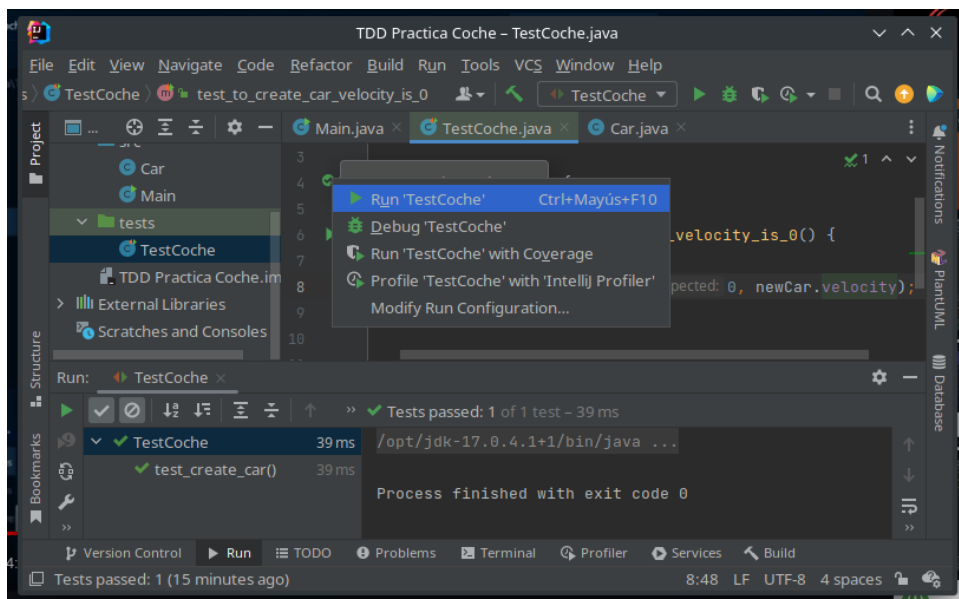 TDD Practica Coche – TestCoche.java
File Edit View Navigate Code Refactor Build Run Tools VCS Window Help
TestCoche test_to_create_car_velocity_is_0 TestCoche
Project
... Main.java TestCoche.java Car.java
Notifications
src
Car
Main
tests
TestCoche
TDD Practica Coche.im
External Libraries
Scratches and Consoles
3
4 {
5
6 _velocity_is_0() {
7
8 pected: 0, newCar.velocity);
9
10
1
Run 'TestCoche' Ctrl+Mayús+F10
Debug 'TestCoche'
Run 'TestCoche' with Coverage
Profile 'TestCoche' with 'IntelliJ Profiler'
Modify Run Configuration...
PlantUML
Database
Structure
Bookmarks
Run: TestCoche
Tests passed: 1 of 1 test – 39 ms
TestCoche 39 ms
test_create_car() 39 ms
/opt/jdk-17.0.4.1+1/bin/java ...
Process finished with exit code 0
Version Control Run TODO Problems Terminal Profiler Services Build
Tests passed: 1 (15 minutes ago) 8:48 LF UTF-8 4 spaces